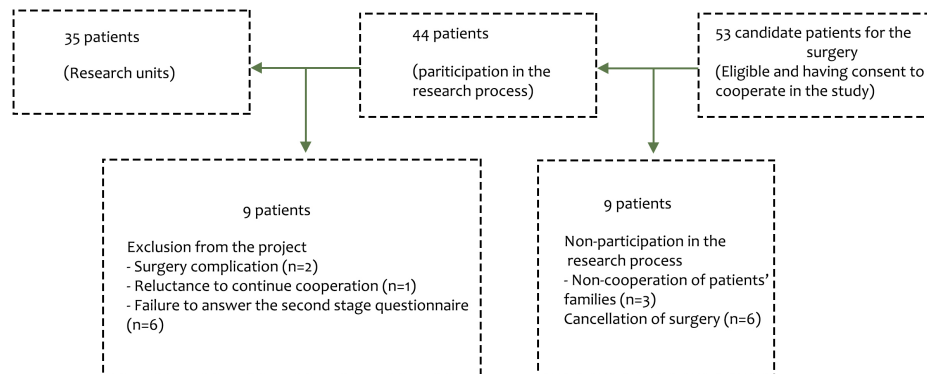 35 patients
(Research units)
44 patients
(pariticipation in the
research process)
53 candidate patients for the
surgery
(Eligible and having consent to
cooperate in the study)
9 patients
Exclusion from the project
- Surgery complication (n=2)
- Reluctance to continue cooperation (n=1)
- Failure to answer the second stage questionnaire
(n=6)
9 patients
Non-participation in the
research process
- Non-cooperation of patients’
families (n=3)
Cancellation of surgery (n=6)